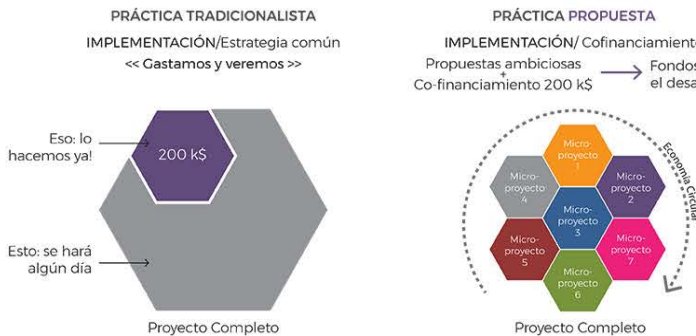 PRÁCTICA TRADICIONALISTA
IMPLEMENTACIÓN/Estrategia común
<< Gastamos y veremos >>
Eso: lo
hacemos ya!
200 k$
Esto: se hará
algún día
Proyecto Completo
PRÁCTICA PROPUESTA
IMPLEMENTACIÓN/ Cofinanciamiento
Propuestas ambiciosas
+
Co-financiamiento 200 k$
Fondos
el desa
Micro-
proyecto
1
Micro-
proyecto
4
Micro-
proyecto
2
Micro-
proyecto
3
Micro-
proyecto
5
Micro-
proyecto
7
Micro-
proyecto
6
Economía Circular
Proyecto Completo